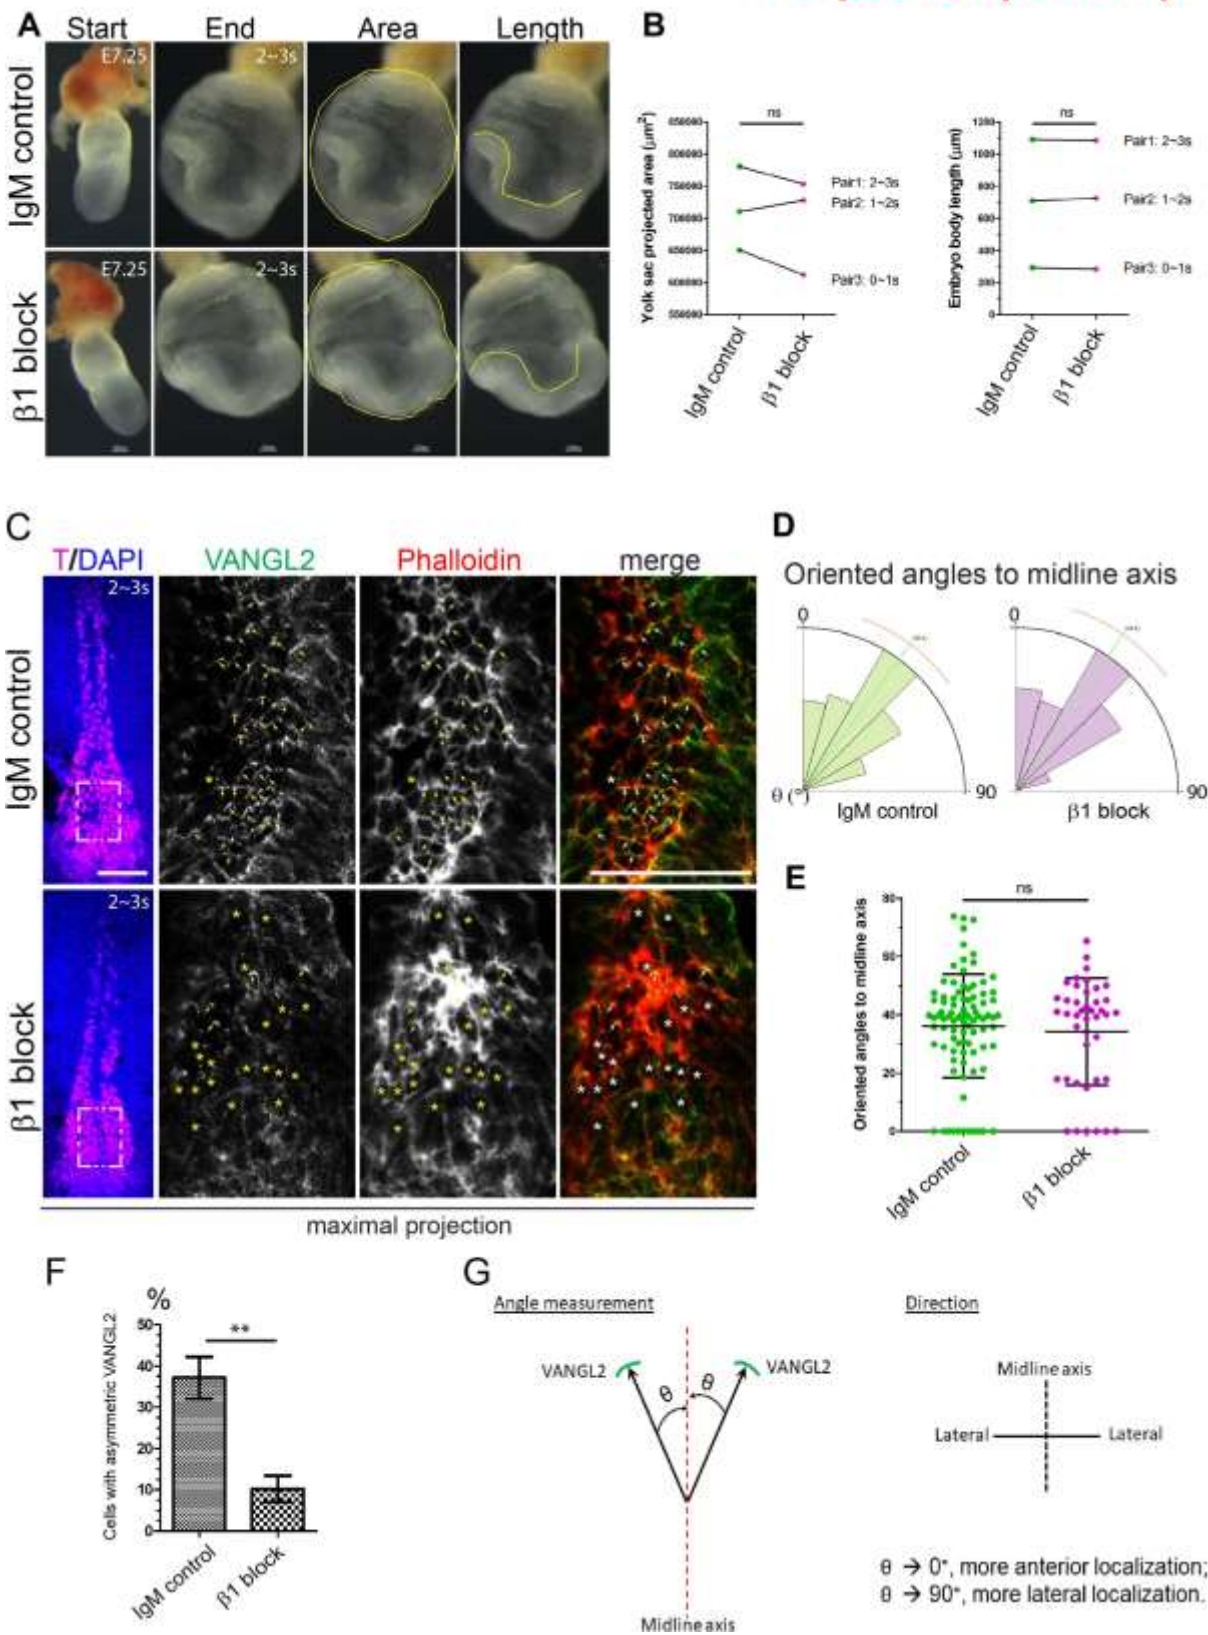 A
Start
End
Area
Length
IgM control
E7.25
2~3s
β1 block
E7.25
2~3s
B
Yolk sac projected area (μm²)
850000
800000
750000
700000
650000
600000
550000
ns
Pair1: 2~3s
Pair2: 1~2s
Pair3: 0~1s
IgM control
β1 block
Embryo body length (μm)
1200
1000
800
600
400
200
0
ns
Pair1: 2~3s
Pair2: 1~2s
Pair3: 0~1s
IgM control
β1 block
C
T/DAPI
VANGL2
Phalloidin
merge
IgM control
2~3s
β1 block
2~3s
maximal projection
D
Oriented angles to midline axis
0
90
θ (°)
IgM control
0
90
β1 block
E
Oriented angles to midline axis
80
60
40
20
0
ns
IgM control
β1 block
F
%
Cells with asymmetric VANGL2
50
40
30
20
10
0
**
IgM control
β1 block
G
Angle measurement
VANGL2
VANGL2
θ
θ
Midline axis
Direction
Midline axis
Lateral
Lateral
θ → 0°, more anterior localization;
θ → 90°, more lateral localization.